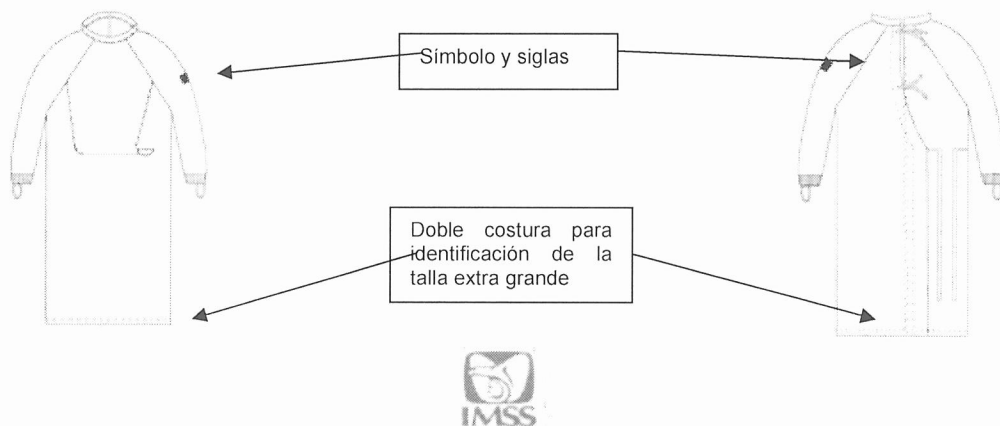 Símbolo y siglas
Doble costura para
identificación de la
talla extra grande
IMSS